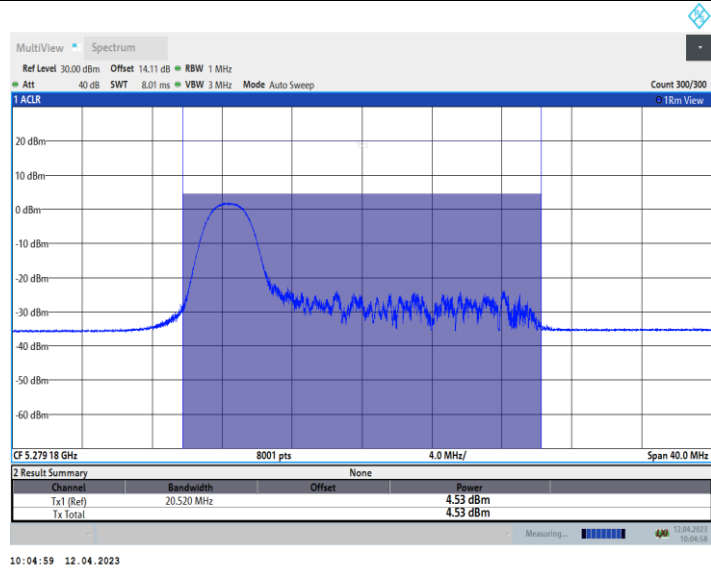 R&S
MultiView Spectrum
Ref Level 30.00 dBm Offset 14.11 dB RBW 1 MHz
Att 40 dB SWT 8.01 ms VBW 3 MHz Mode Auto Sweep Count 300/300
1 ACLR 1Rm View
20 dBm
10 dBm
0 dBm
-10 dBm
-20 dBm
-30 dBm
-40 dBm
-50 dBm
-60 dBm
CF 5.279 18 GHz 8001 pts 4.0 MHz/ Span 40.0 MHz
2 Result Summary None
Channel Bandwidth Offset Power
Tx1 (Ref) 20.520 MHz 4.53 dBm
Tx Total 4.53 dBm
Measuring... 12.04.2023
10:04:58
10:04:59 12.04.2023